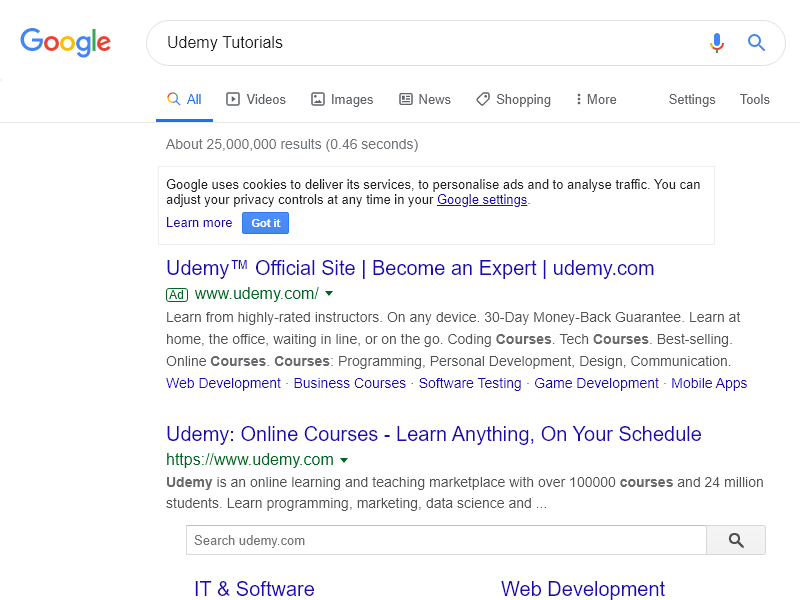 Google
Udemy Tutorials
All Videos Images News Shopping More Settings Tools
About 25,000,000 results (0.46 seconds)
Google uses cookies to deliver its services, to personalise ads and to analyse traffic. You can
adjust your privacy controls at any time in your Google settings.
Learn more Got it
Udemy™ Official Site | Become an Expert | udemy.com
Ad www.udemy.com/
Learn from highly-rated instructors. On any device. 30-Day Money-Back Guarantee. Learn at
home, the office, waiting in line, or on the go. Coding Courses. Tech Courses. Best-selling.
Online Courses. Courses: Programming, Personal Development, Design, Communication.
Web Development · Business Courses · Software Testing · Game Development · Mobile Apps
Udemy: Online Courses - Learn Anything, On Your Schedule
https://www.udemy.com
Udemy is an online learning and teaching marketplace with over 100000 courses and 24 million
students. Learn programming, marketing, data science and ...
Search udemy.com
IT & Software Web Development